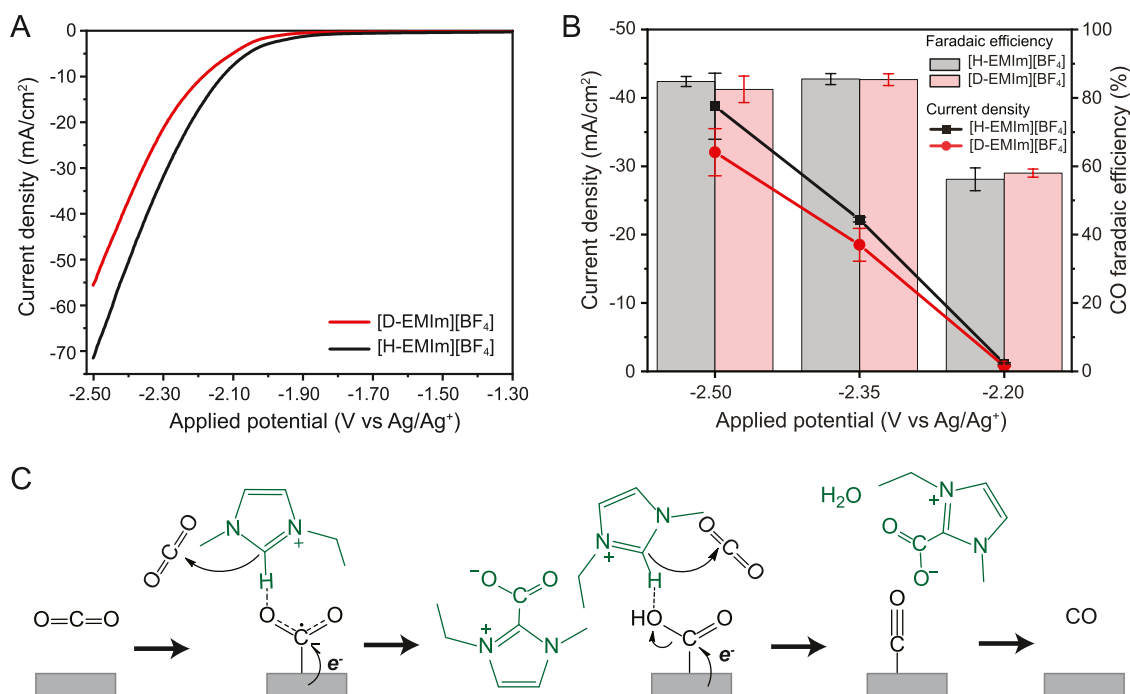 A
0
-10
-20
-30
-40
-50
-60
-70
Current density (mA/cm²)
[D-EMIm][BF₄]
[H-EMIm][BF₄]
-2.50 -2.30 -2.10 -1.90 -1.70 -1.50 -1.30
Applied potential (V vs Ag/Ag⁺)
B
-50
-40
-30
-20
-10
0
Current density (mA/cm²)
Faradaic efficiency
[H-EMIm][BF₄]
[D-EMIm][BF₄]
Current density
[H-EMIm][BF₄]
[D-EMIm][BF₄]
100
80
60
40
20
0
CO faradaic efficiency (%)
-2.50 -2.35 -2.20
Applied potential (V vs Ag/Ag⁺)
C
O=C=O
O=C=O
N
N
+
H
O
C
O
-
e⁻
O⁻
C
O
N
+
N
N
N
+
H
O=C=O
HO
C
O
e⁻
O
C
H₂O
N
+
N
O
C
O⁻
CO